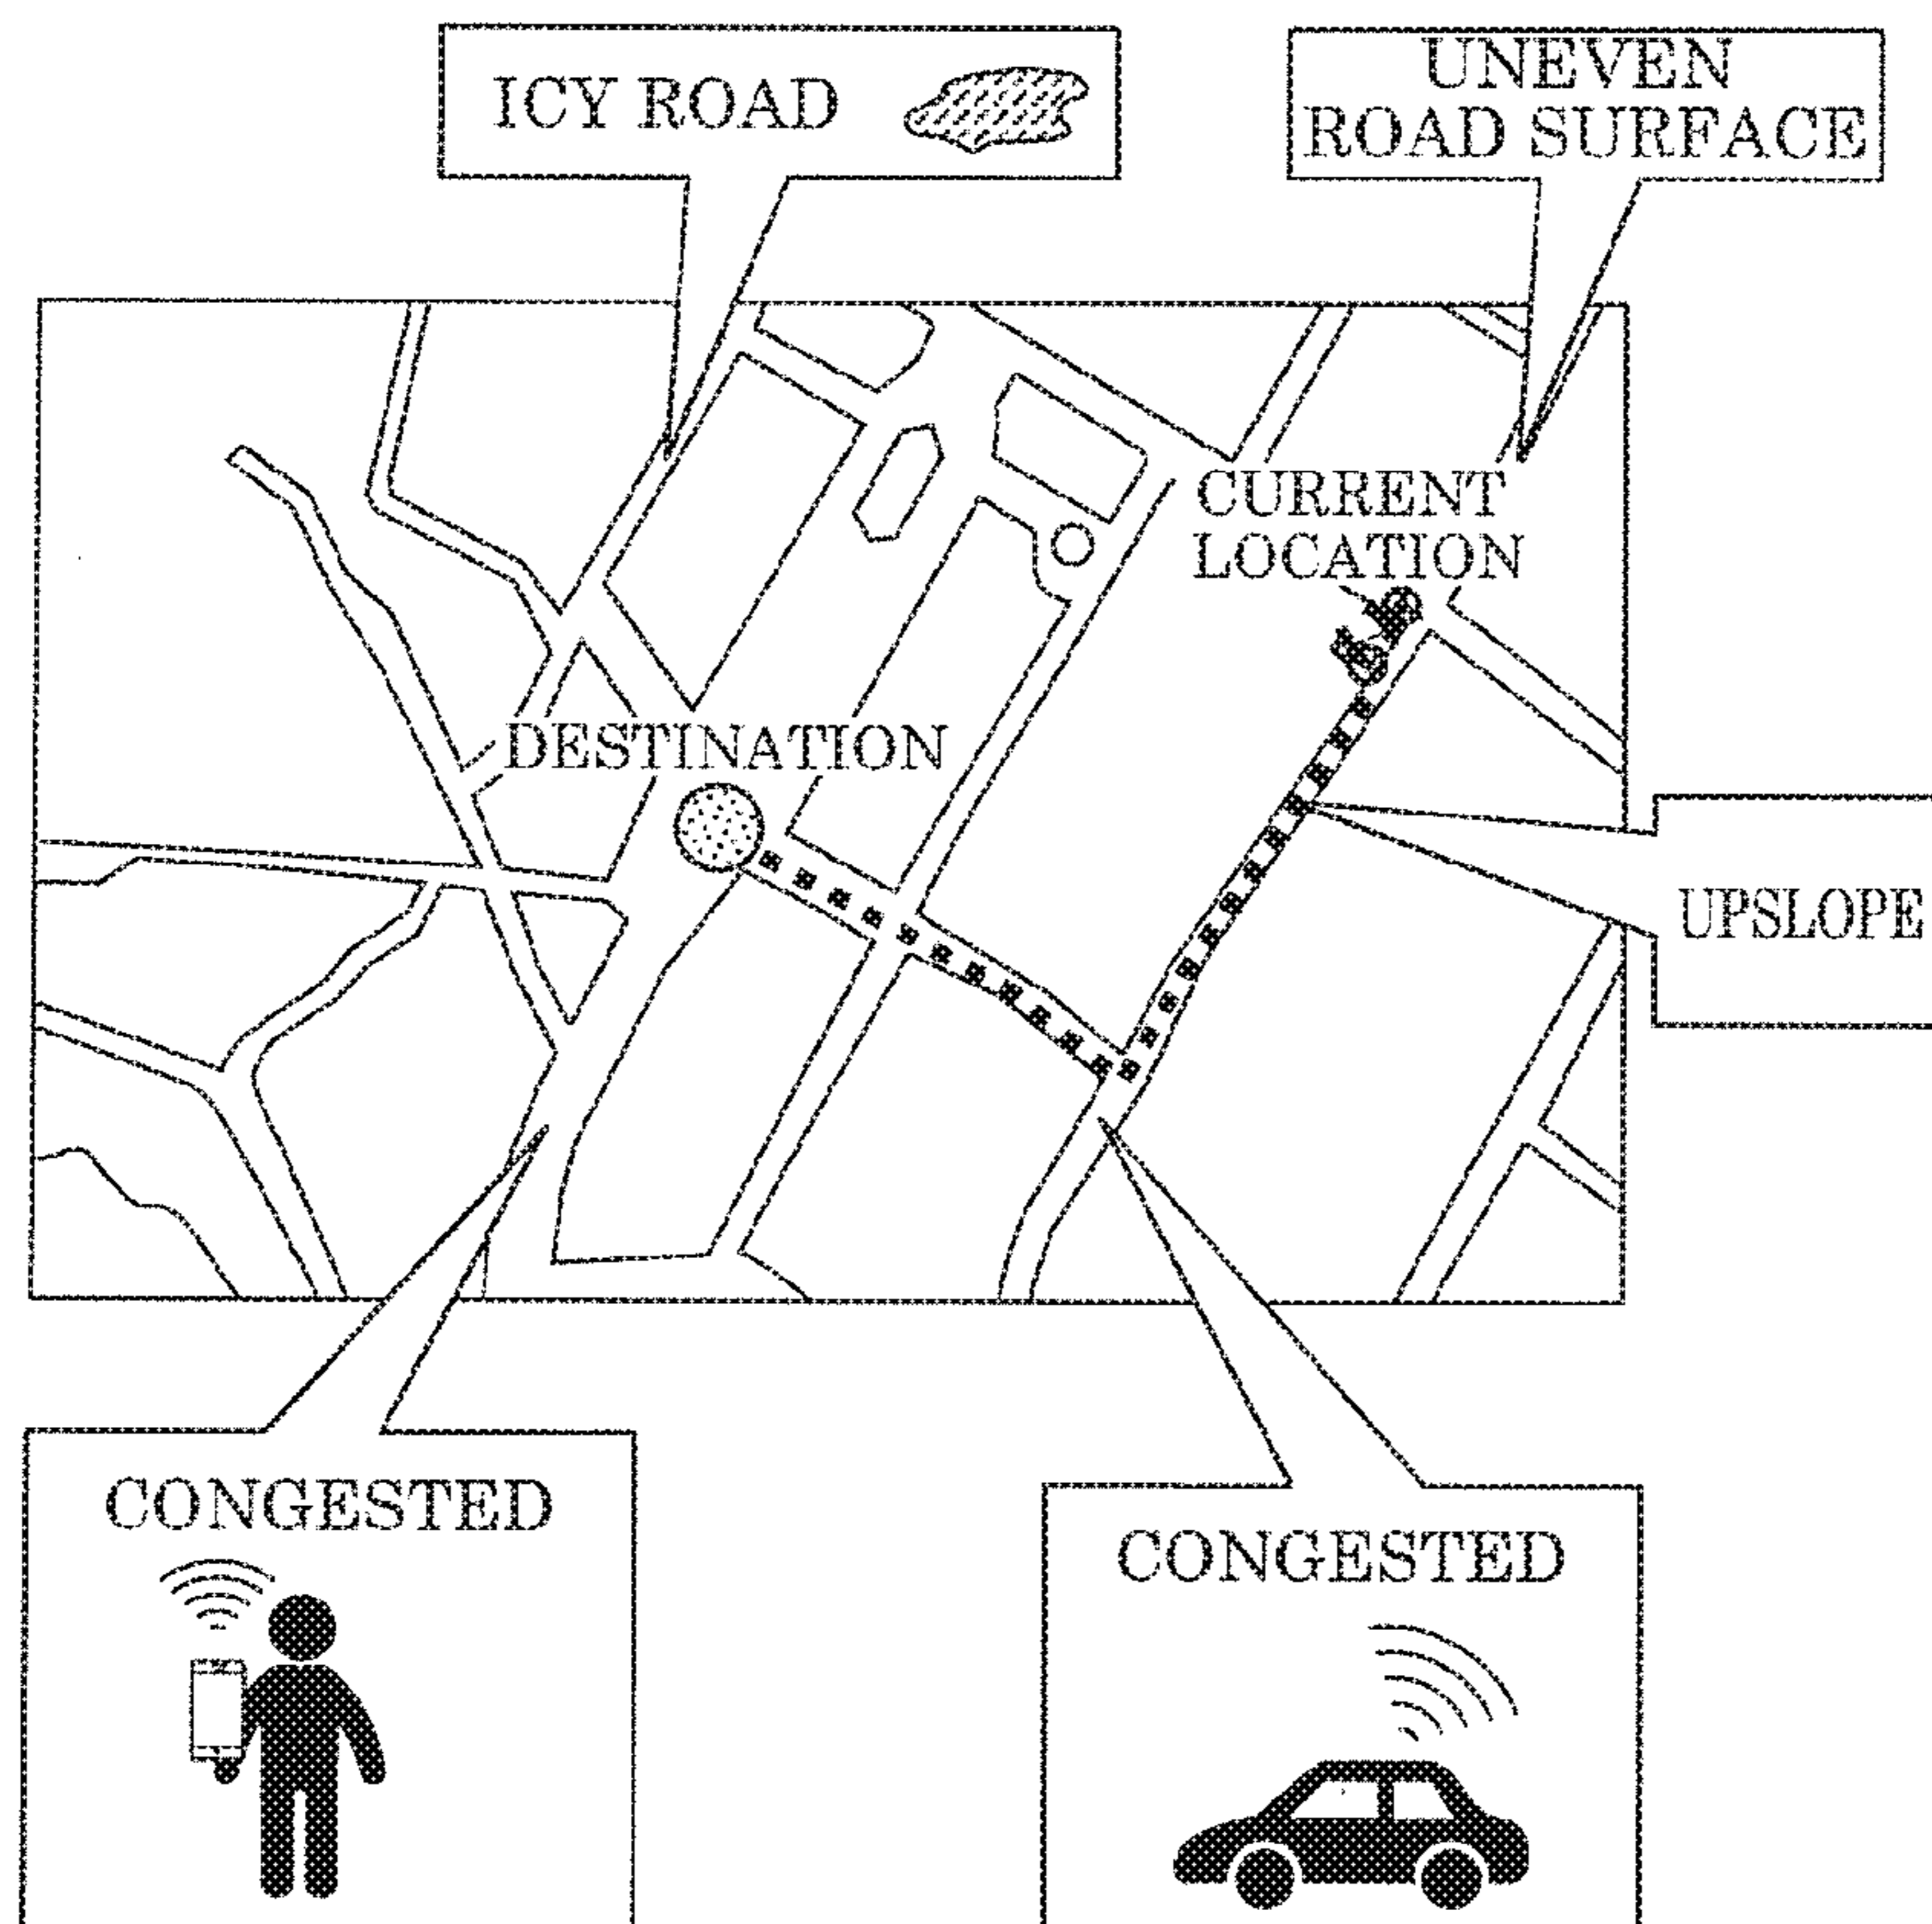 ICY ROAD
UNEVEN
ROAD SURFACE
CURRENT
LOCATION
DESTINATION
UPSLOPE
CONGESTED
CONGESTED